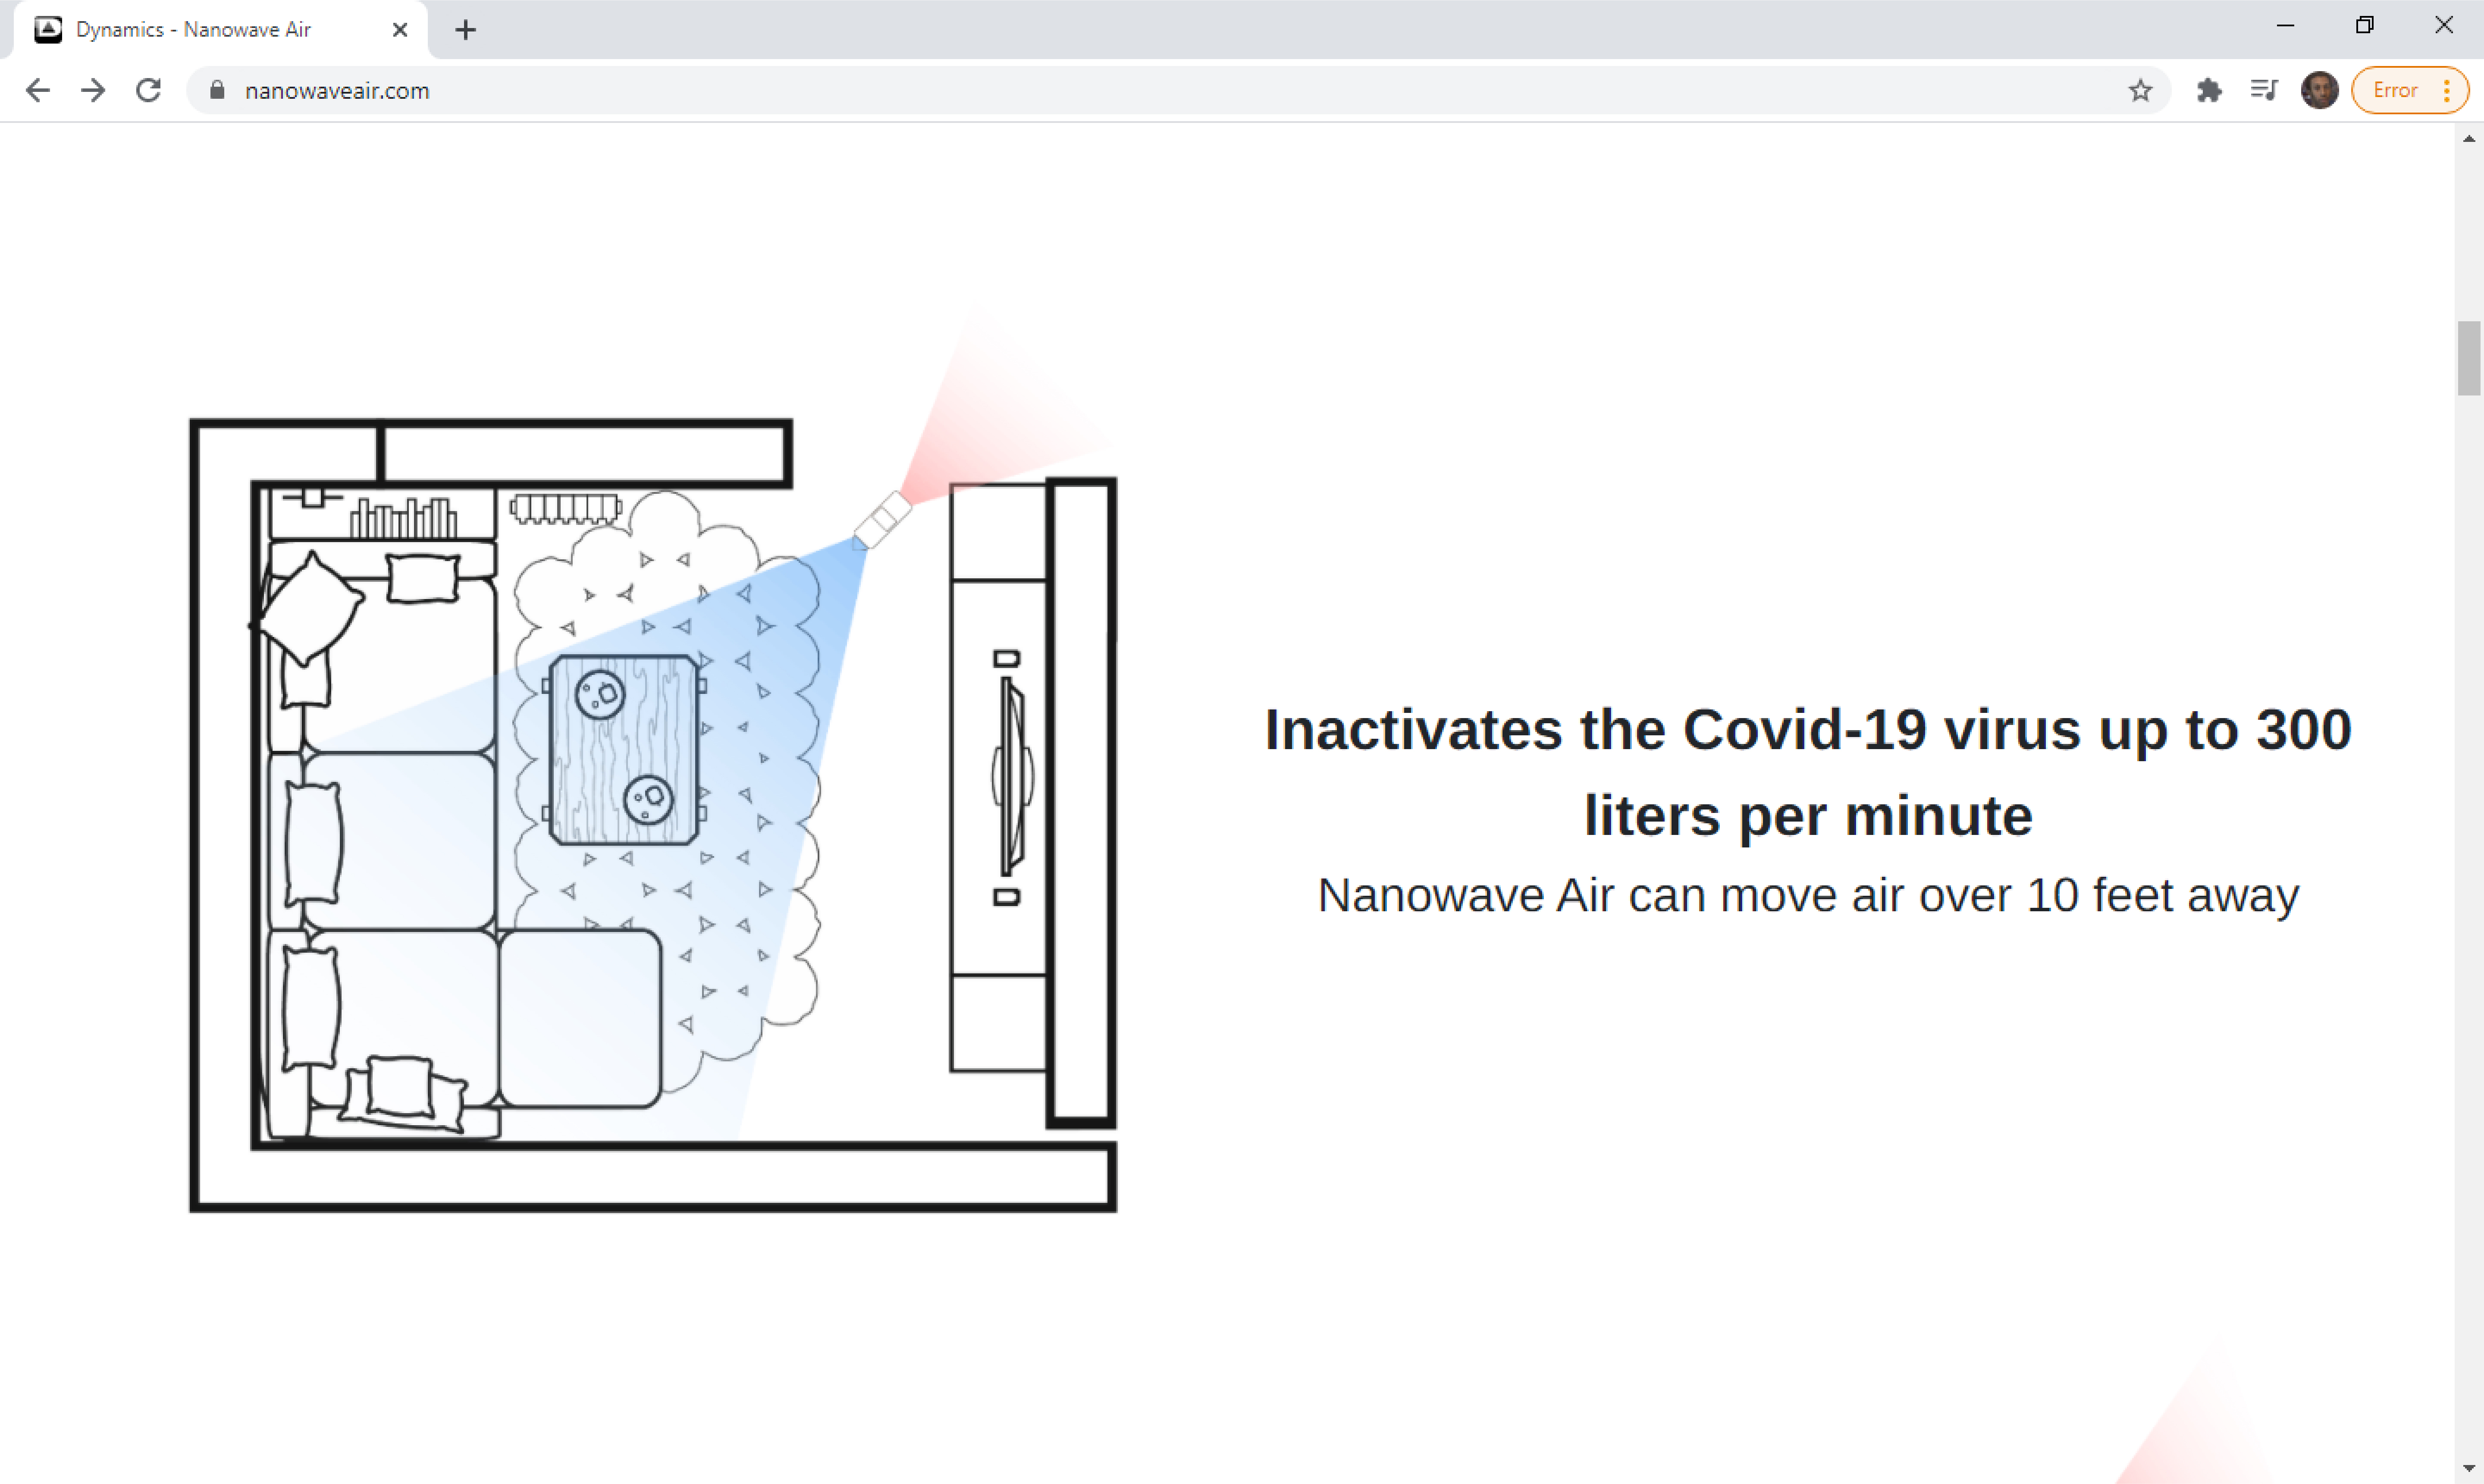 Dynamics - Nanowave Air
nanowaveair.com
Error
Inactivates the Covid-19 virus up to 300
liters per minute
Nanowave Air can move air over 10 feet away